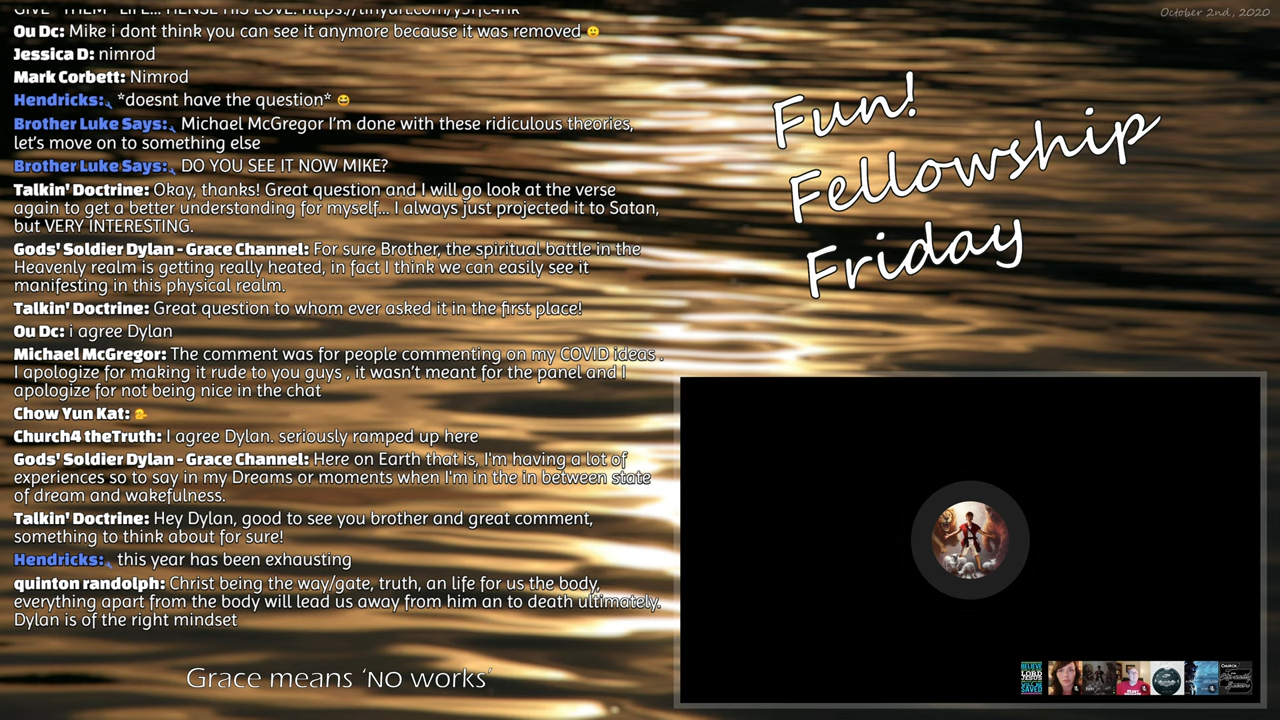 October 2nd, 2020
Ou Dc: Mike i dont think you can see it anymore because it was removed 🙂
Jessica D: nimrod
Mark Corbett: Nimrod
Hendricks: *doesnt have the question* 😂
Brother Luke Says: Michael McGregor I'm done with these ridiculous theories,
let's move on to something else
Brother Luke Says: DO YOU SEE IT NOW MIKE?
Talkin' Doctrine: Okay, thanks! Great question and I will go look at the verse
again to get a better understanding for myself... I always just projected it to Satan,
but VERY INTERESTING.
Gods' Soldier Dylan - Grace Channel: For sure Brother, the spiritual battle in the
Heavenly realm is getting really heated, in fact I think we can easily see it
manifesting in this physical realm.
Talkin' Doctrine: Great question to whom ever asked it in the first place!
Ou Dc: i agree Dylan
Michael McGregor: The comment was for people commenting on my COVID ideas .
I apologize for making it rude to you guys , it wasn't meant for the panel and I
apologize for not being nice in the chat
Chow Yun Kat:
Church4 theTruth: I agree Dylan. seriously ramped up here
Gods' Soldier Dylan - Grace Channel: Here on Earth that is, I'm having a lot of
experiences so to say in my Dreams or moments when I'm in the in between state
of dream and wakefulness.
Talkin' Doctrine: Hey Dylan, good to see you brother and great comment,
something to think about for sure!
Hendricks: this year has been exhausting
quinton randolph: Christ being the way/gate, truth, an life for us the body,
everything apart from the body will lead us away from him an to death ultimately.
Dylan is of the right mindset
Grace means 'NO works'
Fun!
Fellowship
Friday
BELIEVE
LORD
JESUS
SAVED